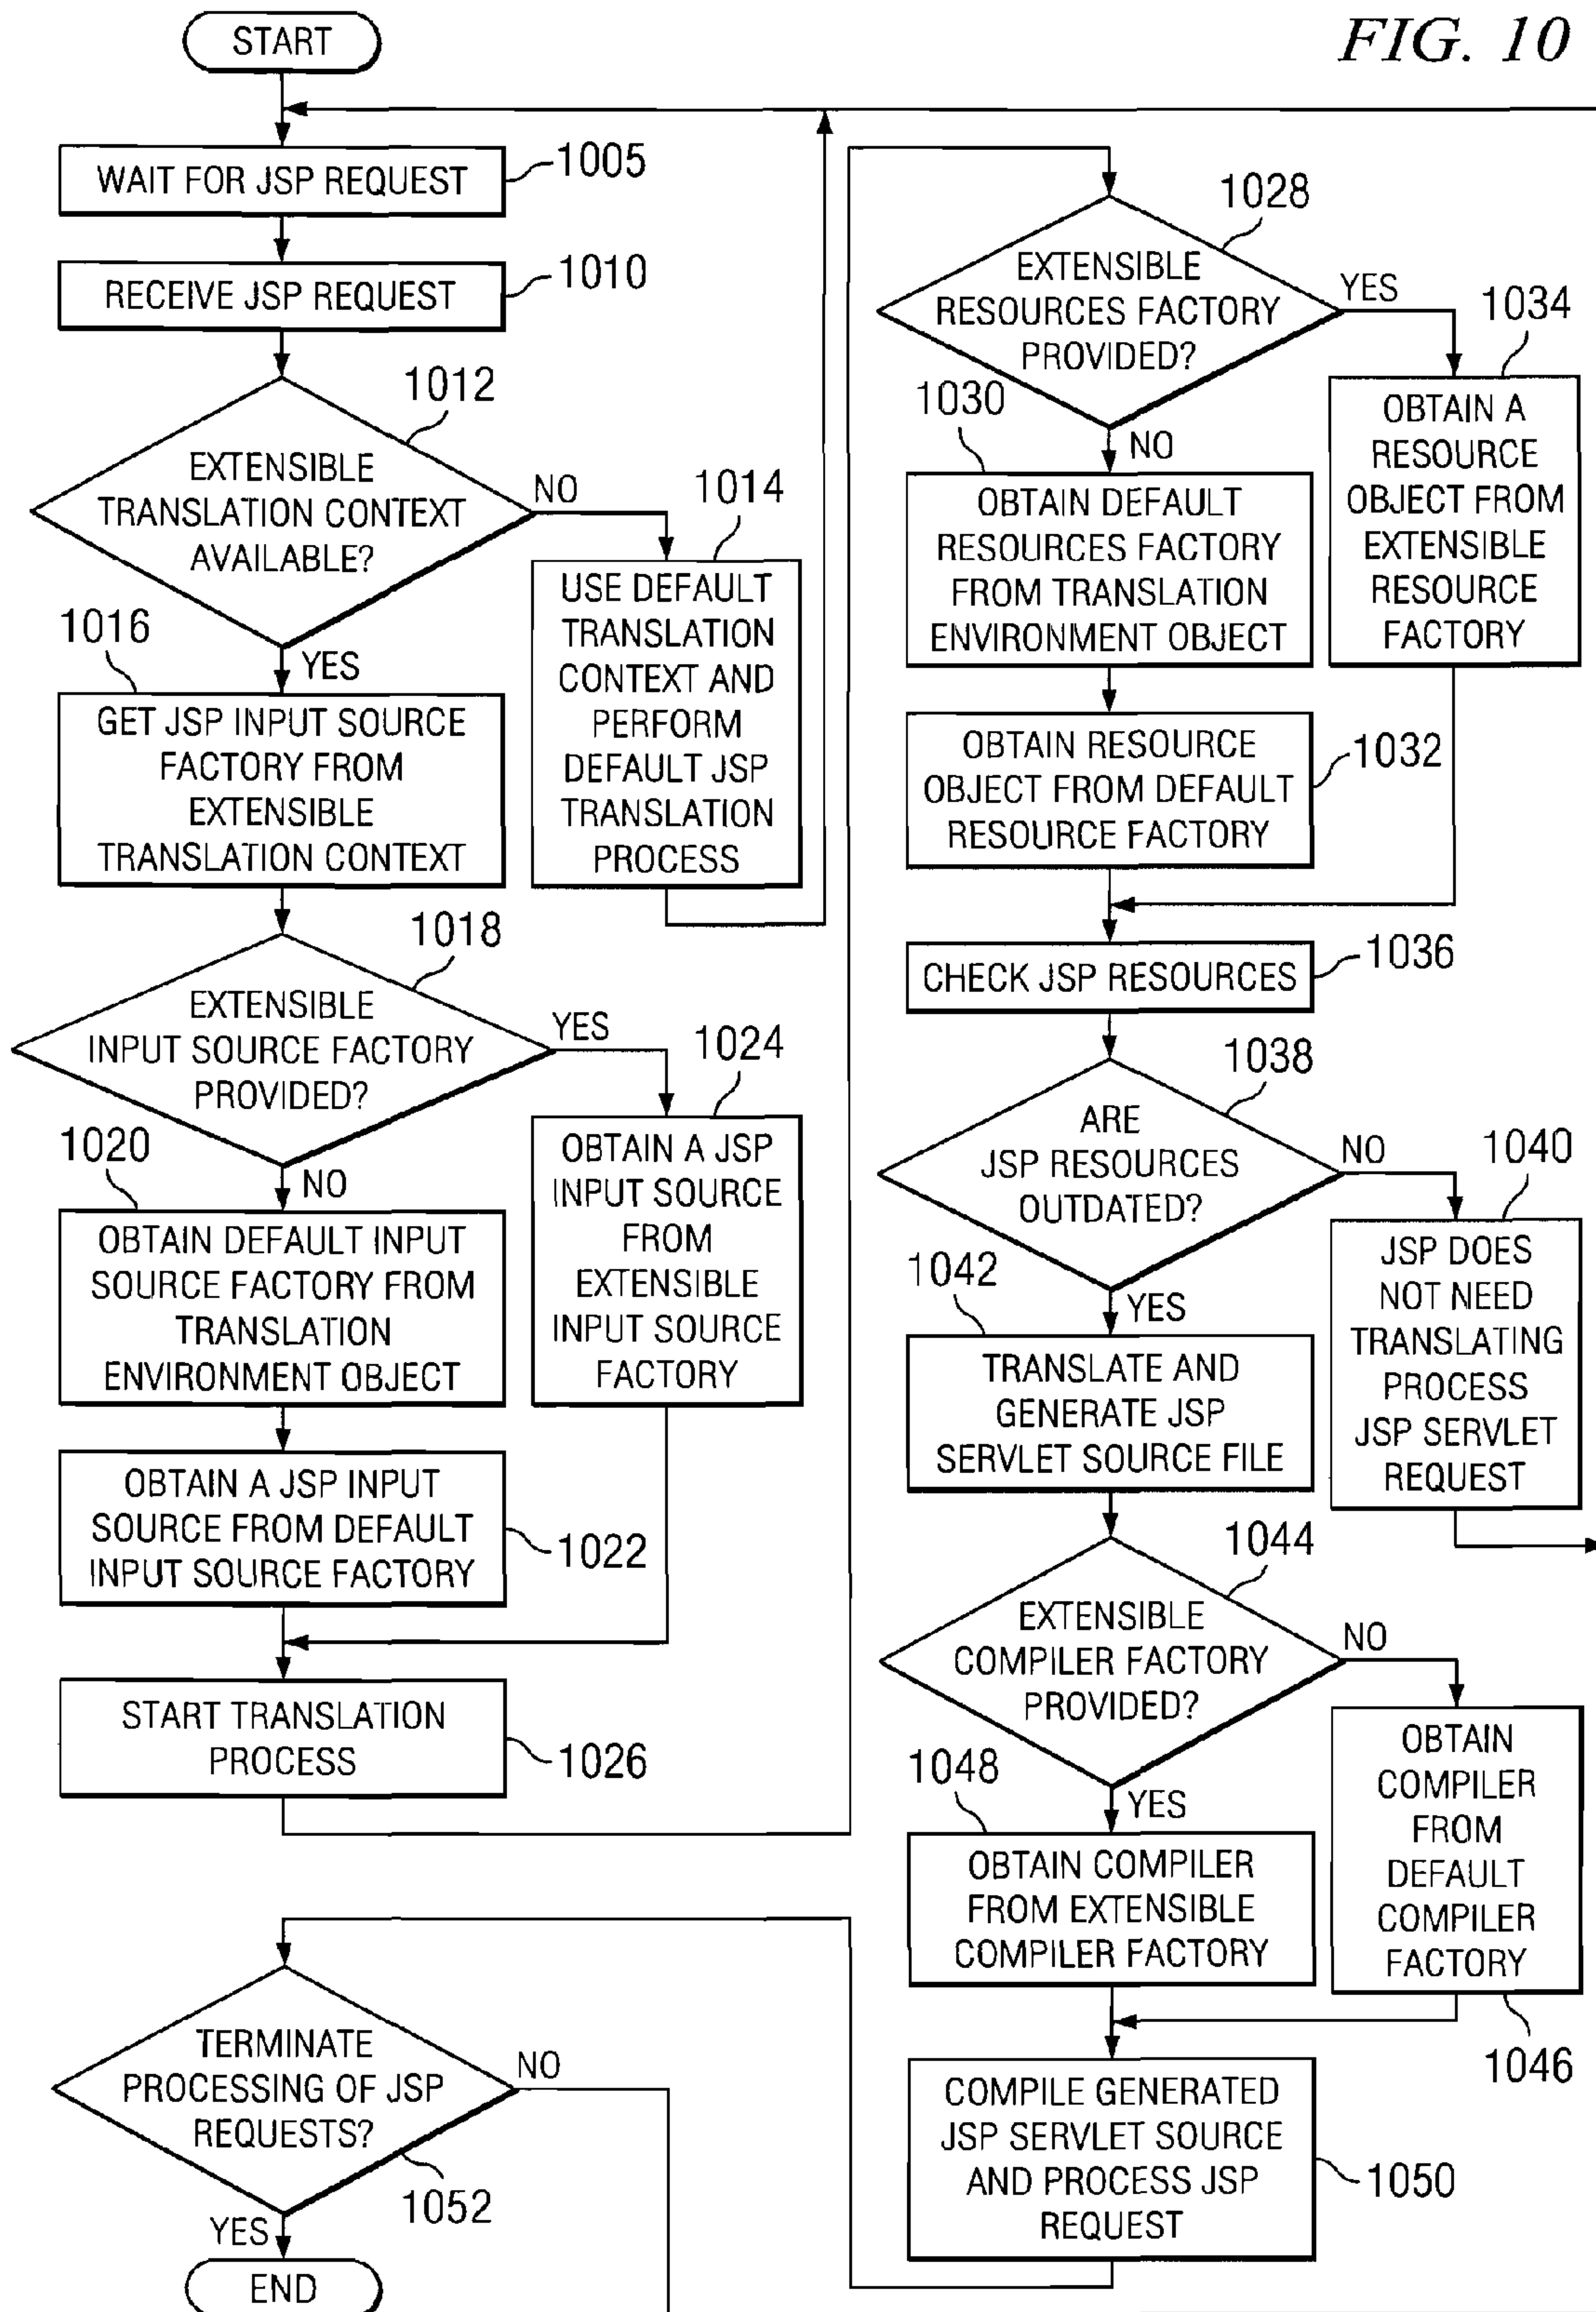 FIG. 10
START
WAIT FOR JSP REQUEST
1005
RECEIVE JSP REQUEST
1010
1012
EXTENSIBLE
TRANSLATION CONTEXT
AVAILABLE?
NO
YES
1014
USE DEFAULT
TRANSLATION
CONTEXT AND
PERFORM
DEFAULT JSP
TRANSLATION
PROCESS
1016
GET JSP INPUT SOURCE
FACTORY FROM
EXTENSIBLE
TRANSLATION CONTEXT
1018
EXTENSIBLE
INPUT SOURCE FACTORY
PROVIDED?
YES
NO
1024
OBTAIN A JSP
INPUT SOURCE
FROM
EXTENSIBLE
INPUT SOURCE
FACTORY
1020
OBTAIN DEFAULT INPUT
SOURCE FACTORY FROM
TRANSLATION
ENVIRONMENT OBJECT
OBTAIN A JSP INPUT
SOURCE FROM DEFAULT
INPUT SOURCE FACTORY
1022
START TRANSLATION
PROCESS
1026
1028
EXTENSIBLE
RESOURCES FACTORY
PROVIDED?
YES
NO
1034
OBTAIN A
RESOURCE
OBJECT FROM
EXTENSIBLE
RESOURCE
FACTORY
1030
OBTAIN DEFAULT
RESOURCES FACTORY
FROM TRANSLATION
ENVIRONMENT OBJECT
OBTAIN RESOURCE
OBJECT FROM DEFAULT
RESOURCE FACTORY
1032
CHECK JSP RESOURCES
1036
1038
ARE
JSP RESOURCES
OUTDATED?
NO
YES
1040
JSP DOES
NOT NEED
TRANSLATING
PROCESS
JSP SERVLET
REQUEST
1042
TRANSLATE AND
GENERATE JSP
SERVLET SOURCE FILE
1044
EXTENSIBLE
COMPILER FACTORY
PROVIDED?
NO
YES
OBTAIN
COMPILER
FROM
DEFAULT
COMPILER
FACTORY
1046
1048
OBTAIN COMPILER
FROM EXTENSIBLE
COMPILER FACTORY
COMPILE GENERATED
JSP SERVLET SOURCE
AND PROCESS JSP
REQUEST
1050
TERMINATE
PROCESSING OF JSP
REQUESTS?
NO
1052
YES
END